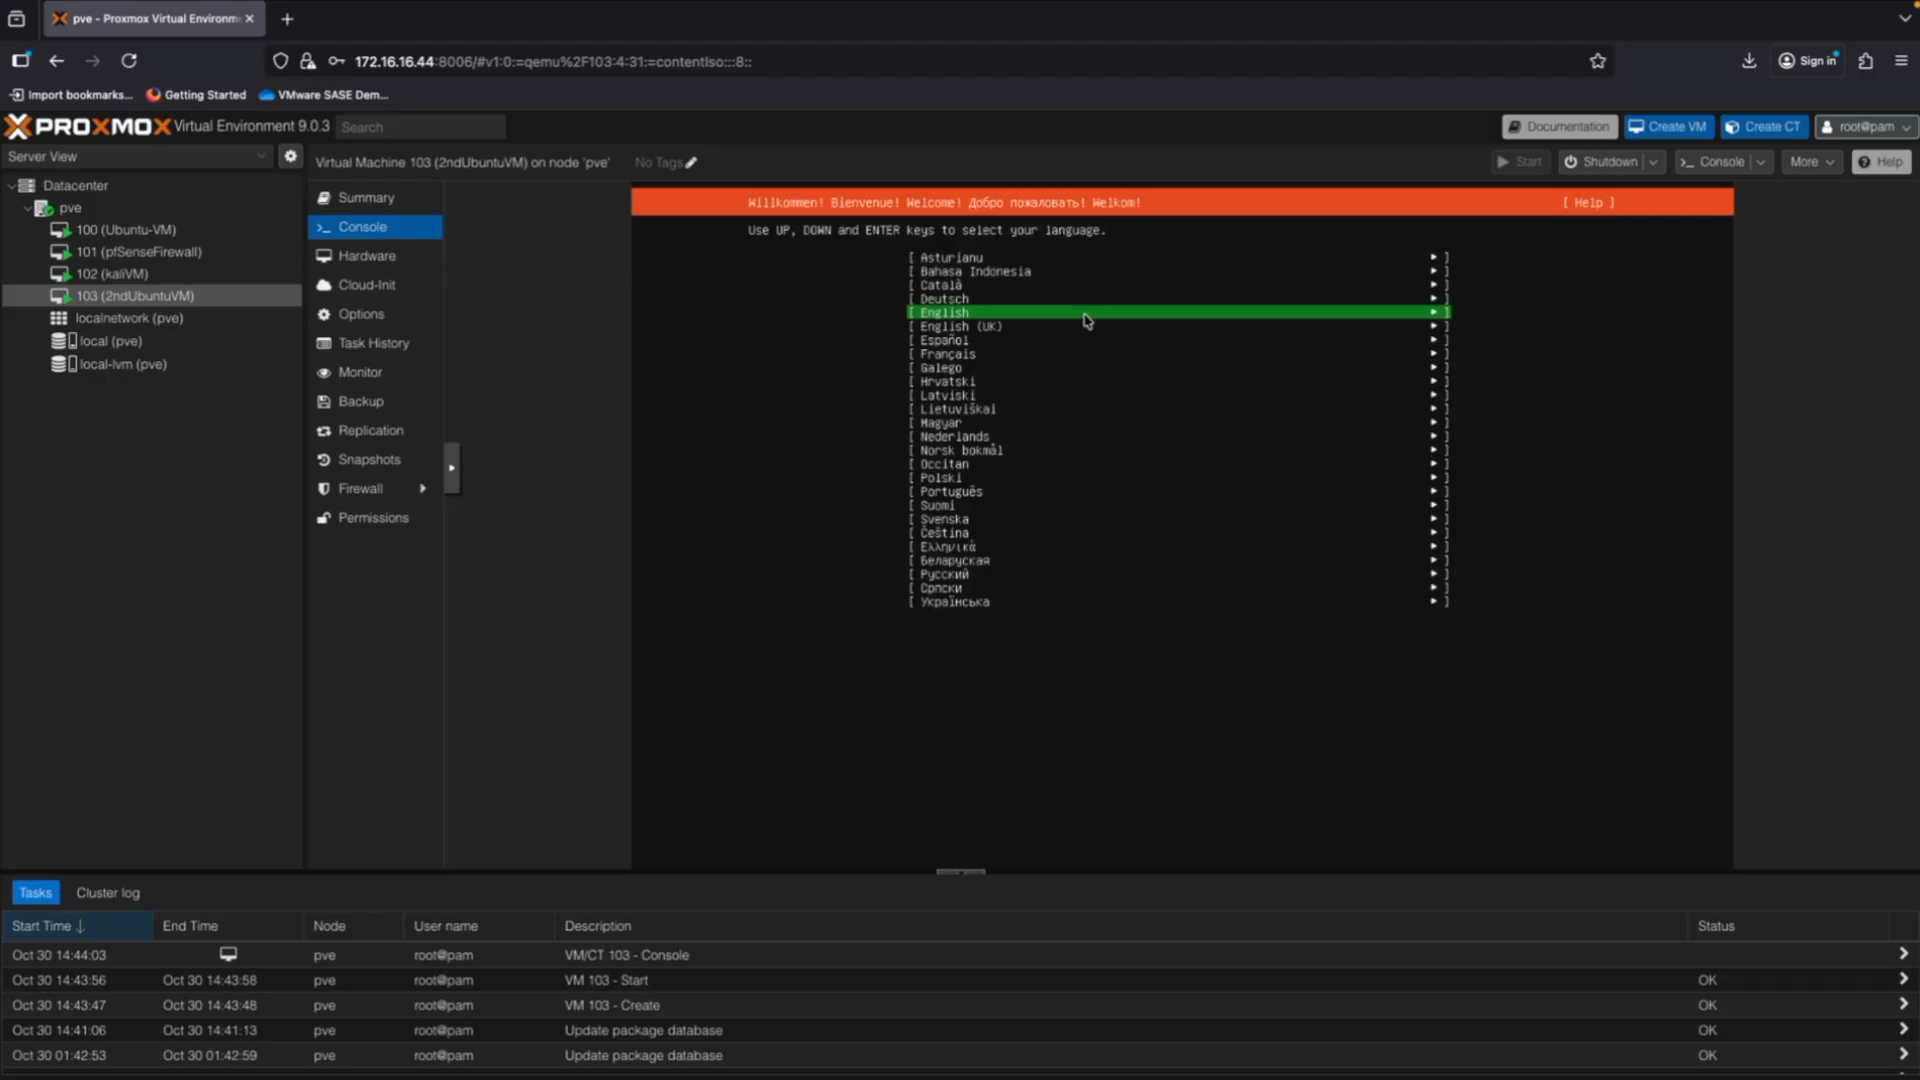 pve - Proxmox Virtual Environm
Sign in
172.16.16.44:8006/#v1:0:=qemu%2F103:4:31:=contentIso:::8::
Import bookmarks...
Getting Started
VMware SASE Dem...
PROXMOX Virtual Environment 9.0.3
Search
Documentation
Create VM
Create CT
root@pam
Server View
Virtual Machine 103 (2ndUbuntuVM) on node 'pve'
No Tags
Start
Shutdown
Console
More
Help
Datacenter
pve
100 (Ubuntu-VM)
101 (pfSenseFirewall)
102 (kaliVM)
103 (2ndUbuntuVM)
localnetwork (pve)
local (pve)
local-lvm (pve)
Summary
Console
Hardware
Cloud-Init
Options
Task History
Monitor
Backup
Replication
Snapshots
Firewall
Permissions
Willkommen! Bienvenue! Welcome! Добро пожаловать! Welkom!
[ Help ]
Use UP, DOWN and ENTER keys to select your language.
[ Asturianu ▸ ]
[ Bahasa Indonesia ▸ ]
[ Català ▸ ]
[ Deutsch ▸ ]
[ English ▸ ]
[ English (UK) ▸ ]
[ Español ▸ ]
[ Français ▸ ]
[ Galego ▸ ]
[ Hrvatski ▸ ]
[ Latviski ▸ ]
[ Lietuviškai ▸ ]
[ Magyar ▸ ]
[ Nederlands ▸ ]
[ Norsk bokmål ▸ ]
[ Occitan ▸ ]
[ Polski ▸ ]
[ Português ▸ ]
[ Suomi ▸ ]
[ Svenska ▸ ]
[ Čeština ▸ ]
[ Ελληνικά ▸ ]
[ Беларуская ▸ ]
[ Русский ▸ ]
[ Српски ▸ ]
[ Українська ▸ ]
Tasks
Cluster log
Start Time End Time Node User name Description Status
Oct 30 14:44:03 pve root@pam VM/CT 103 - Console
Oct 30 14:43:56 Oct 30 14:43:58 pve root@pam VM 103 - Start OK
Oct 30 14:43:47 Oct 30 14:43:48 pve root@pam VM 103 - Create OK
Oct 30 14:41:06 Oct 30 14:41:13 pve root@pam Update package database OK
Oct 30 01:42:53 Oct 30 01:42:59 pve root@pam Update package database OK